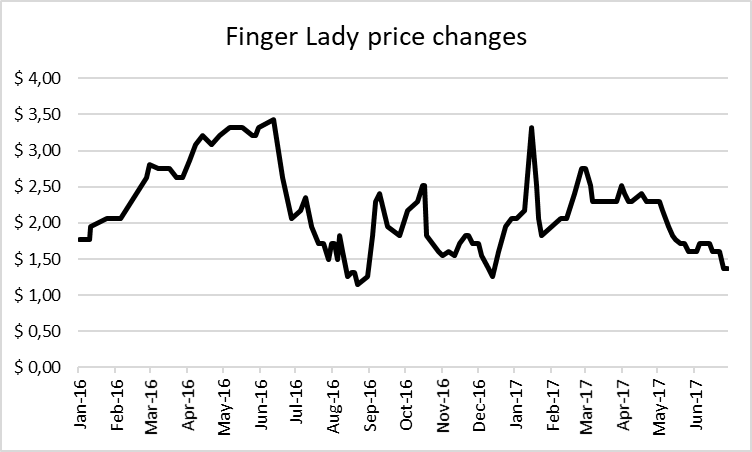 Finger Lady price changes
$ 4,00
$ 3,50
$ 3,00
$ 2,50
$ 2,00
$ 1,50
$ 1,00
$ 0,50
$ 0,00
Jan-16
Feb-16
Mar-16
Apr-16
May-16
Jun-16
Jul-16
Aug-16
Sep-16
Oct-16
Nov-16
Dec-16
Jan-17
Feb-17
Mar-17
Apr-17
May-17
Jun-17